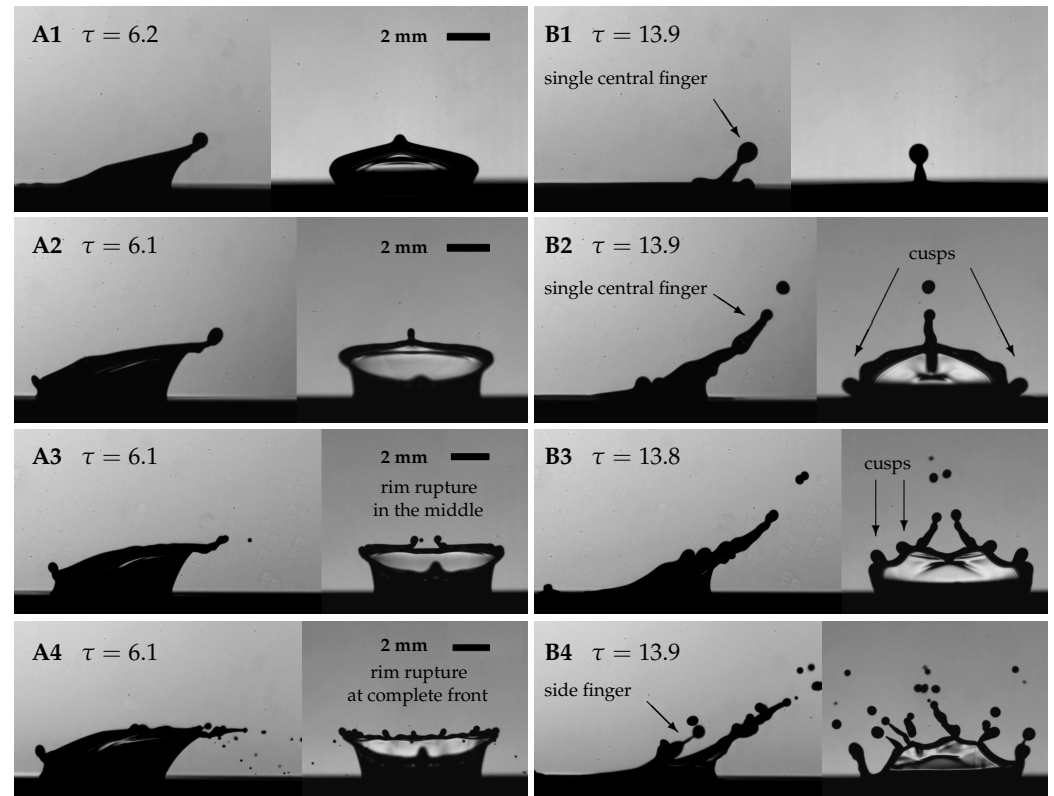 A1 τ = 6.2
2 mm
B1 τ = 13.9
single central finger
A2 τ = 6.1
2 mm
B2 τ = 13.9
single central finger
cusps
A3 τ = 6.1
2 mm
rim rupture
in the middle
B3 τ = 13.8
cusps
A4 τ = 6.1
2 mm
rim rupture
at complete front
B4 τ = 13.9
side finger